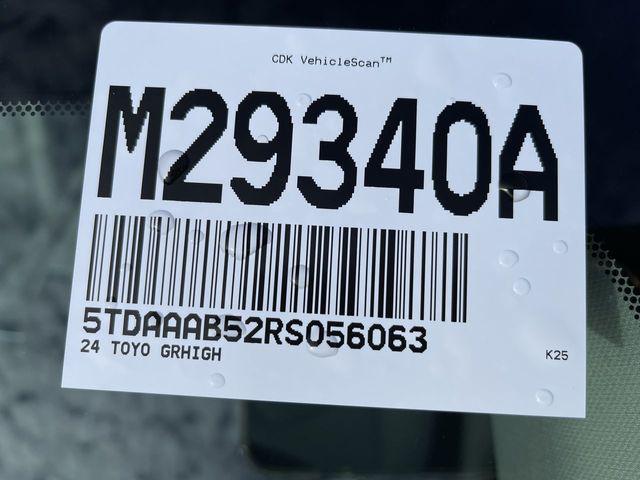 CDK VehicleScan™
M29340A
5TDAAAB52RS056063
24 TOYO GRHIGH
K25